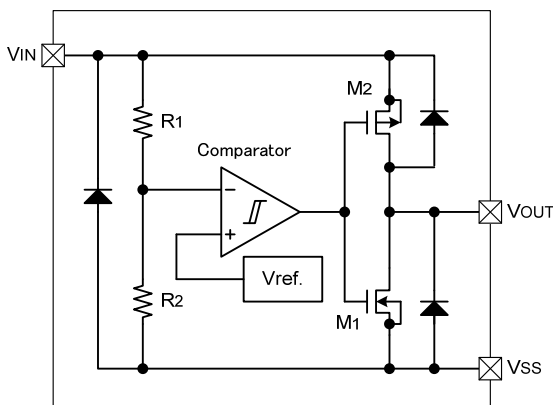 VIN
M2
R1
Comparator
−
+
VOUT
Vref.
R2
M1
VSS